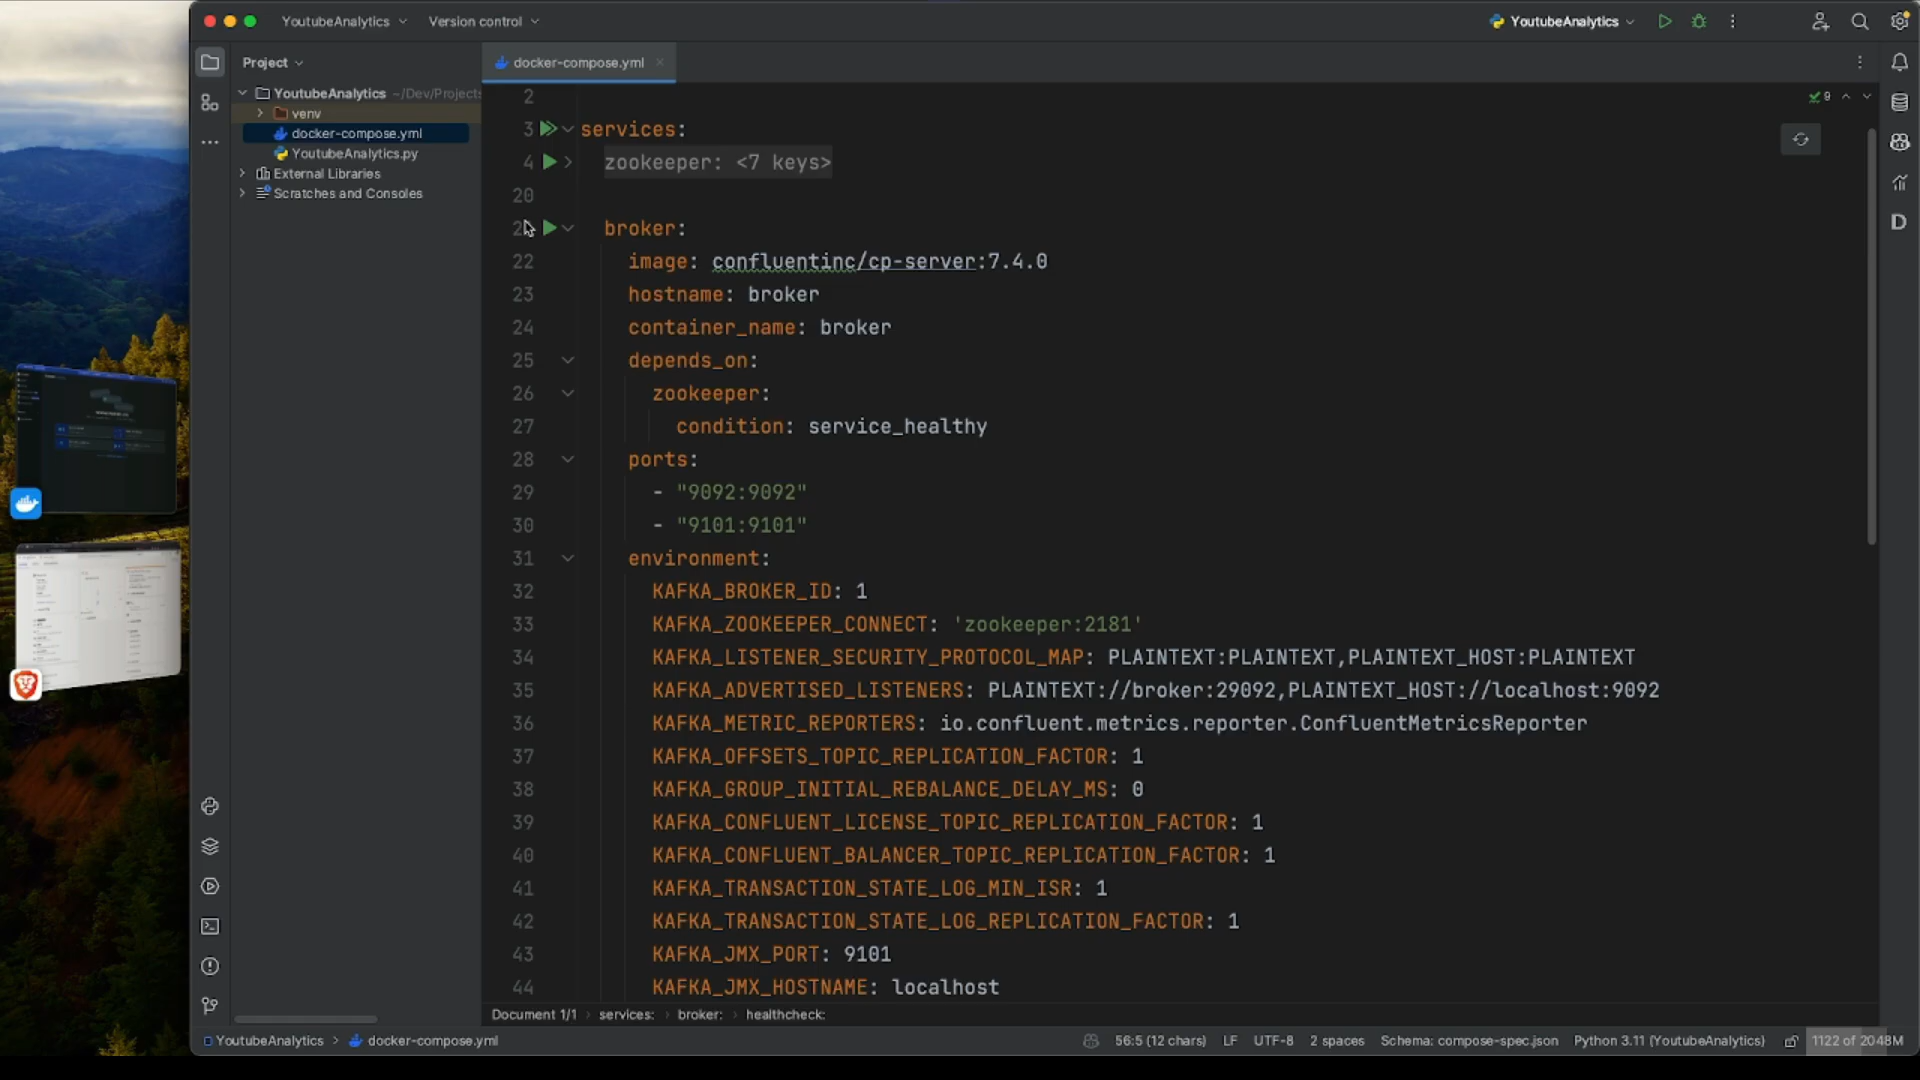 YoutubeAnalytics
Version control
YoutubeAnalytics
Project
docker-compose.yml
YoutubeAnalytics ~/Dev/Projects
venv
docker-compose.yml
YoutubeAnalytics.py
External Libraries
Scratches and Consoles
9
2
3 services:
4 zookeeper: <7 keys>
20
broker:
22 image: confluentinc/cp-server:7.4.0
23 hostname: broker
24 container_name: broker
25 depends_on:
26 zookeeper:
27 condition: service_healthy
28 ports:
29 - "9092:9092"
30 - "9101:9101"
31 environment:
32 KAFKA_BROKER_ID: 1
33 KAFKA_ZOOKEEPER_CONNECT: 'zookeeper:2181'
34 KAFKA_LISTENER_SECURITY_PROTOCOL_MAP: PLAINTEXT:PLAINTEXT,PLAINTEXT_HOST:PLAINTEXT
35 KAFKA_ADVERTISED_LISTENERS: PLAINTEXT://broker:29092,PLAINTEXT_HOST://localhost:9092
36 KAFKA_METRIC_REPORTERS: io.confluent.metrics.reporter.ConfluentMetricsReporter
37 KAFKA_OFFSETS_TOPIC_REPLICATION_FACTOR: 1
38 KAFKA_GROUP_INITIAL_REBALANCE_DELAY_MS: 0
39 KAFKA_CONFLUENT_LICENSE_TOPIC_REPLICATION_FACTOR: 1
40 KAFKA_CONFLUENT_BALANCER_TOPIC_REPLICATION_FACTOR: 1
41 KAFKA_TRANSACTION_STATE_LOG_MIN_ISR: 1
42 KAFKA_TRANSACTION_STATE_LOG_REPLICATION_FACTOR: 1
43 KAFKA_JMX_PORT: 9101
44 KAFKA_JMX_HOSTNAME: localhost
Document 1/1 services: broker: healthcheck:
YoutubeAnalytics docker-compose.yml
56:5 (12 chars) LF UTF-8 2 spaces Schema: compose-spec.json Python 3.11 (YoutubeAnalytics) 1122 of 2048M